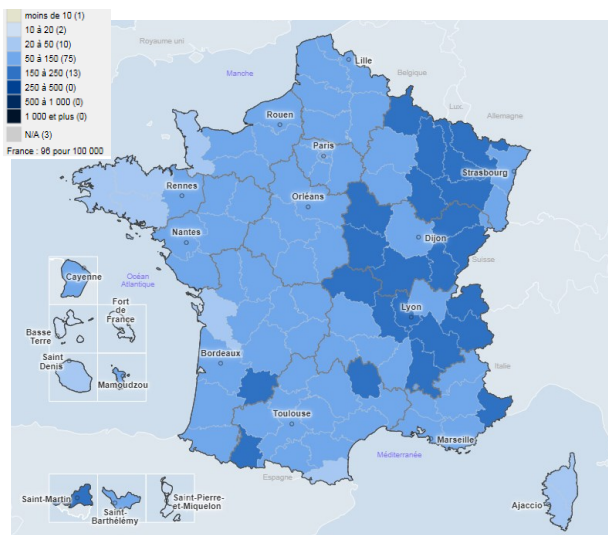 moins de 10 (1)
10 à 20 (2)
20 à 50 (10)
50 à 150 (75)
150 à 250 (13)
250 à 500 (0)
500 à 1 000 (0)
1 000 et plus (0)
N/A (3)
France : 96 pour 100 000
Royaume uni
Manche
Lille
Belgique
Lux.
Allemagne
Rouen
Paris
Strasbourg
Rennes
Orléans
Nantes
Dijon
Suisse
Cayenne
Océan
Atlantique
Fort
de
France
Basse
Terre
Lyon
Saint
Denis
Mamoudzou
Bordeaux
Italie
Toulouse
Marseille
Méditerranée
Espagne
Saint-Martin
Saint-
Barthélémy
Saint-Pierre-
et-Miquelon
Ajaccio